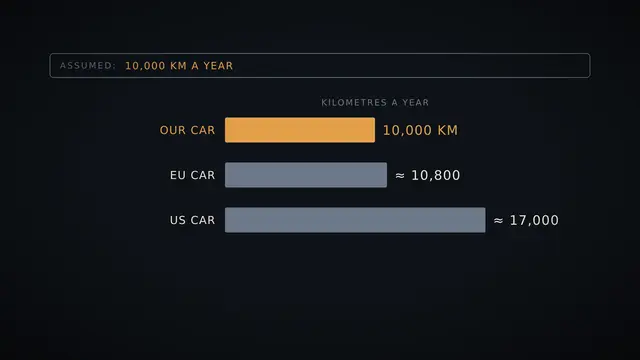 ASSUMED: 10,000 KM A YEAR
KILOMETRES A YEAR
OUR CAR 10,000 KM
EU CAR ≈ 10,800
US CAR ≈ 17,000